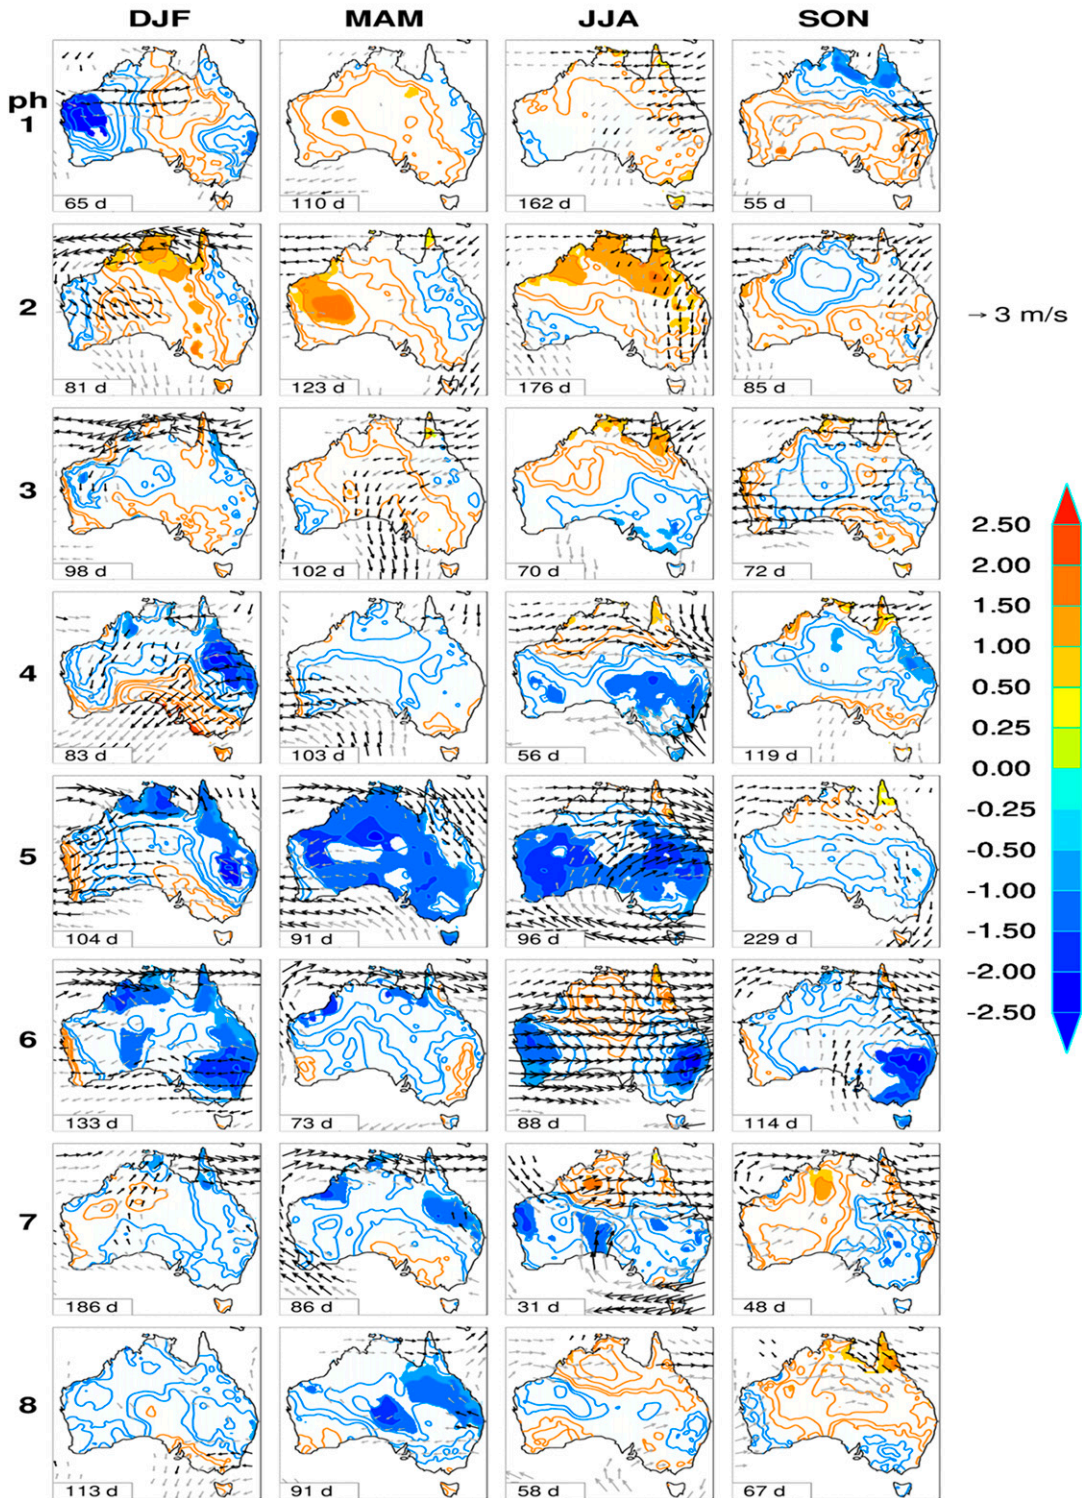 DJF MAM JJA SON
ph
1
65 d 110 d 162 d 55 d
2
81 d 123 d 176 d 85 d
→ 3 m/s
3
98 d 102 d 70 d 72 d
4
83 d 103 d 56 d 119 d
5
104 d 91 d 96 d 229 d
6
133 d 73 d 88 d 114 d
7
186 d 86 d 31 d 48 d
8
113 d 91 d 58 d 67 d
2.50
2.00
1.50
1.00
0.50
0.25
0.00
-0.25
-0.50
-1.00
-1.50
-2.00
-2.50